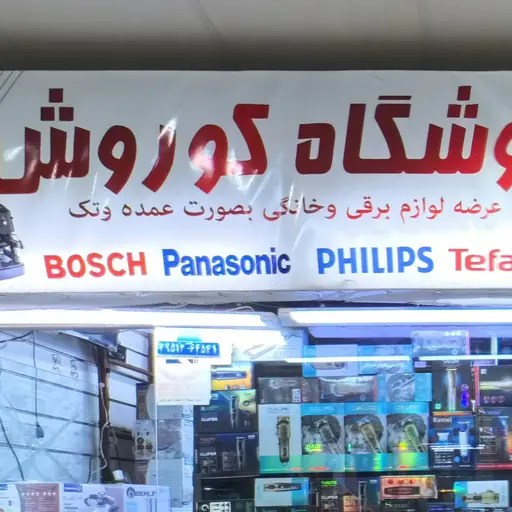 وشگاه کوروش
عرضه لوازم برقی وخانگی بصورت عمده وتک
BOSCH Panasonic PHILIPS Tefa